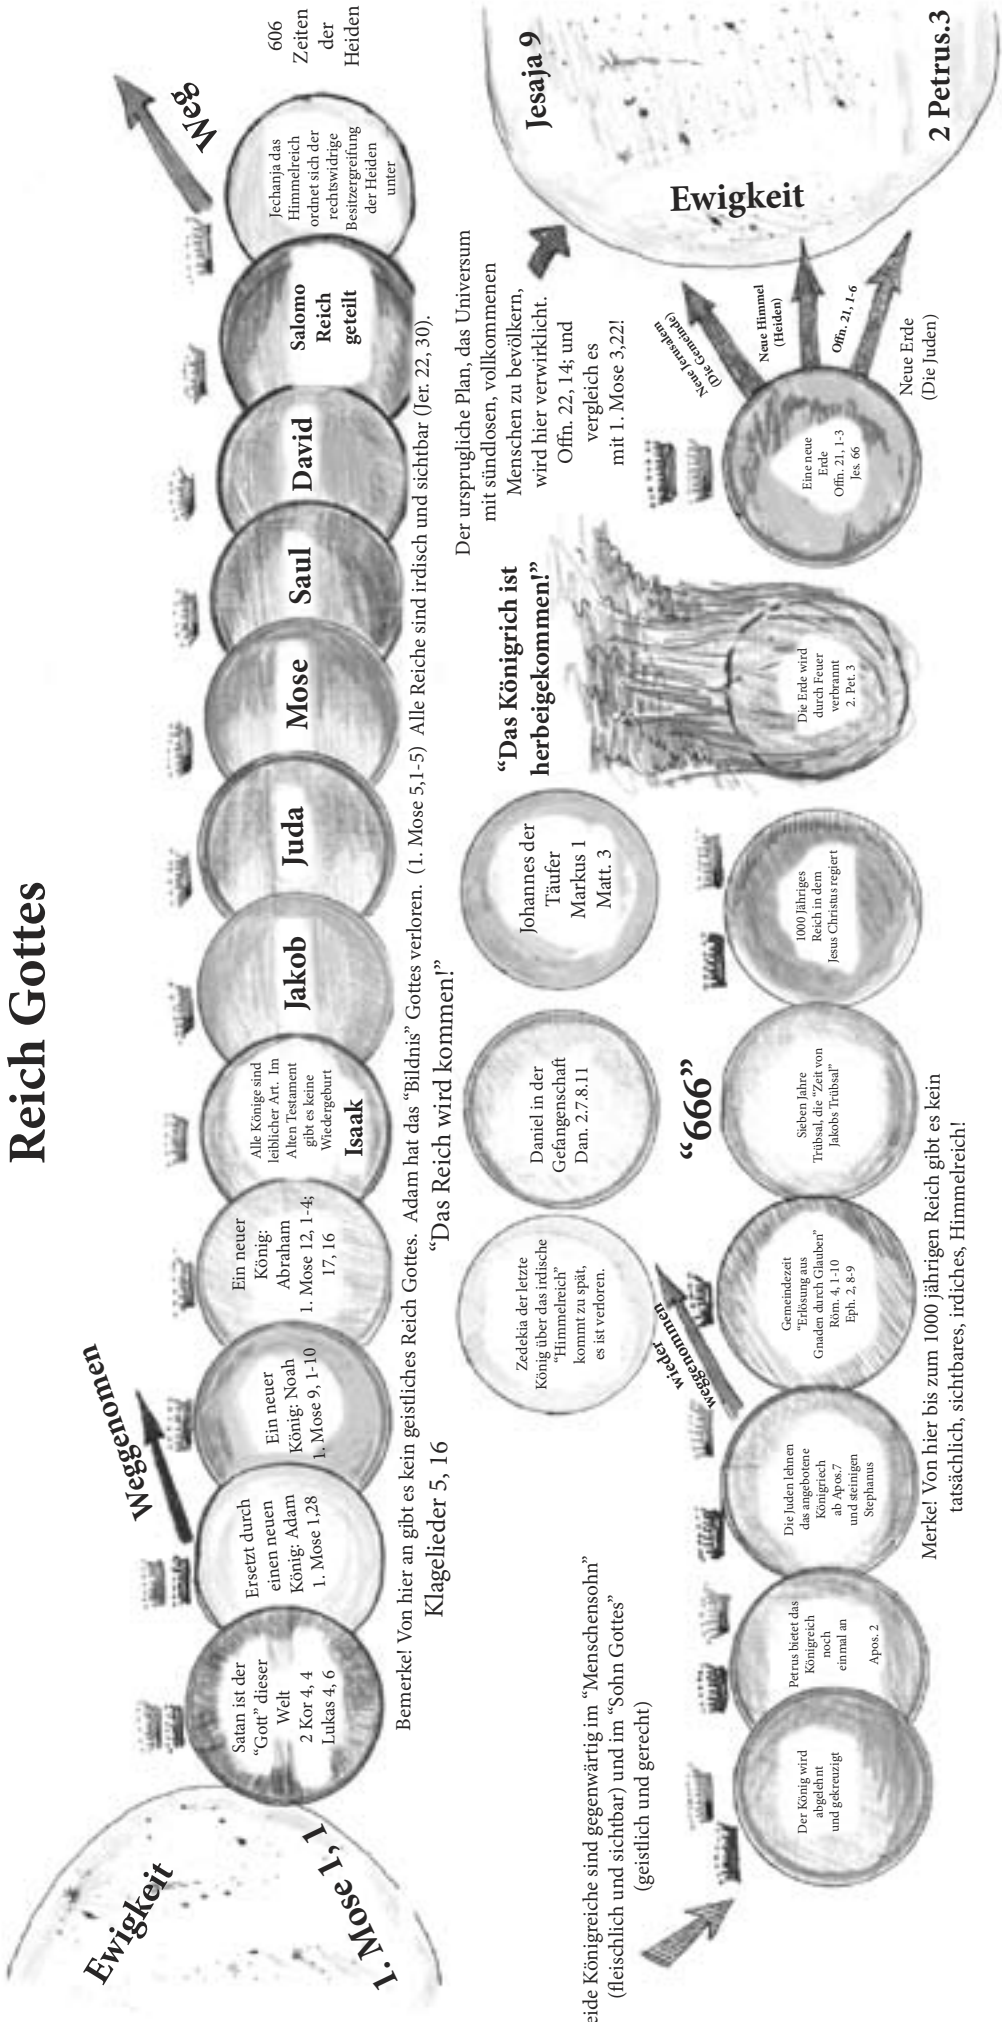 Reich Gottes
Ewigkeit
1. Mose 1, 1
Satan ist der
“Gott” dieser
Welt
2 Kor 4, 4
Lukas 4, 6
Ersetzt durch
einen neuen
König: Adam
1. Mose 1,28
Weggenomen
Ein neuer
König: Noah
1. Mose 9, 1-10
Ein neuer
König:
Abraham
1. Mose 12, 1-4;
17, 16
Alle Könige sind
leiblicher Art. Im
Alten Testament
gibt es keine
Wiedergeburt
Isaak
Jakob
Juda
Mose
Saul
David
Salomo
Reich
geteilt
Jechanja das
Himmelreich
ordnet sich der
rechtswidrige
Besitzergreifung
der Heiden
unter
Weg
606
Zeiten
der
Heiden
Bemerke! Von hier an gibt es kein geistliches Reich Gottes. Adam hat das “Bildnis” Gottes verloren. (1. Mose 5,1-5) Alle Reiche sind irdisch und sichtbar (Jer. 22, 30).
Klagelieder 5, 16
“Das Reich wird kommen!”
Zedekia der letzte
König über das irdische
“Himmelreich”
kommt zu spät,
es ist verloren.
Daniel in der
Gefangenschaft
Dan. 2.7.8.11
Johannes der
Täufer
Markus 1
Matt. 3
“Das Königrich ist
herbeigekommen!”
Der ursprugliche Plan, das Universum
mit sündlosen, vollkommenen
Menschen zu bevölkern,
wird hier verwirklicht.
Offn. 22, 14; und
vergleich es
mit 1. Mose 3,22!
eide Königreiche sind gegenwärtig im “Menschensohn”
(fleischlich und sichtbar) und im “Sohn Gottes”
(geistlich und gerecht)
Der König wird
abgelehnt
und gekreuzigt
Petrus bietet das
Königreich
noch
einmal an
Apos. 2
Die Juden lehnen
das angebotene
Königriech
ab Apos.7
und steinigen
Stephanus
wieder
weggenommen
Gemeindezeit
“Erlösung aus
Gnaden durch Glauben”
Röm. 4, 1-10
Eph. 2, 8-9
“666”
Sieben Jahre
Trübsal, die “Zeit von
Jakobs Trübsal”
1000 Jähriges
Reich in dem
Jesus Christus regiert
Die Erde wird
durch Feuer
verbrannt
2. Pet. 3
Eine neue
Erde
Offn. 21, 1-3
Jes. 66
Neue Jerusalem
(Die Gemeinde)
Neue Himmel
(Heiden)
Offn. 21, 1-6
Neue Erde
(Die Juden)
Jesaja 9
Ewigkeit
2 Petrus.3
Merke! Von hier bis zum 1000 jährigen Reich gibt es kein
tatsächlich, sichtbares, irdiches, Himmelreich!